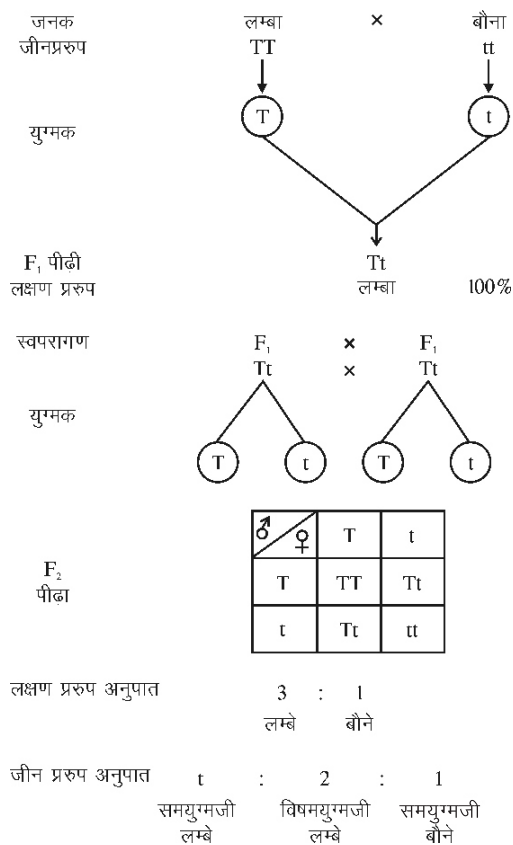 जनक लम्बा × बौना
जीनप्ररुप TT tt
युग्मक T t
F₁ पीढ़ी Tt
लक्षण प्ररुप लम्बा 100%
स्वपरागण F₁ × F₁
Tt × Tt
युग्मक
T t T t
♂ ♀ T t
F₂
पीढ़ा
T TT Tt
t Tt tt
लक्षण प्ररुप अनुपात 3 : 1
लम्बे बौने
जीन प्ररुप अनुपात t : 2 : 1
समयुग्मजी विषमयुग्मजी समयुग्मजी
लम्बे लम्बे बौने